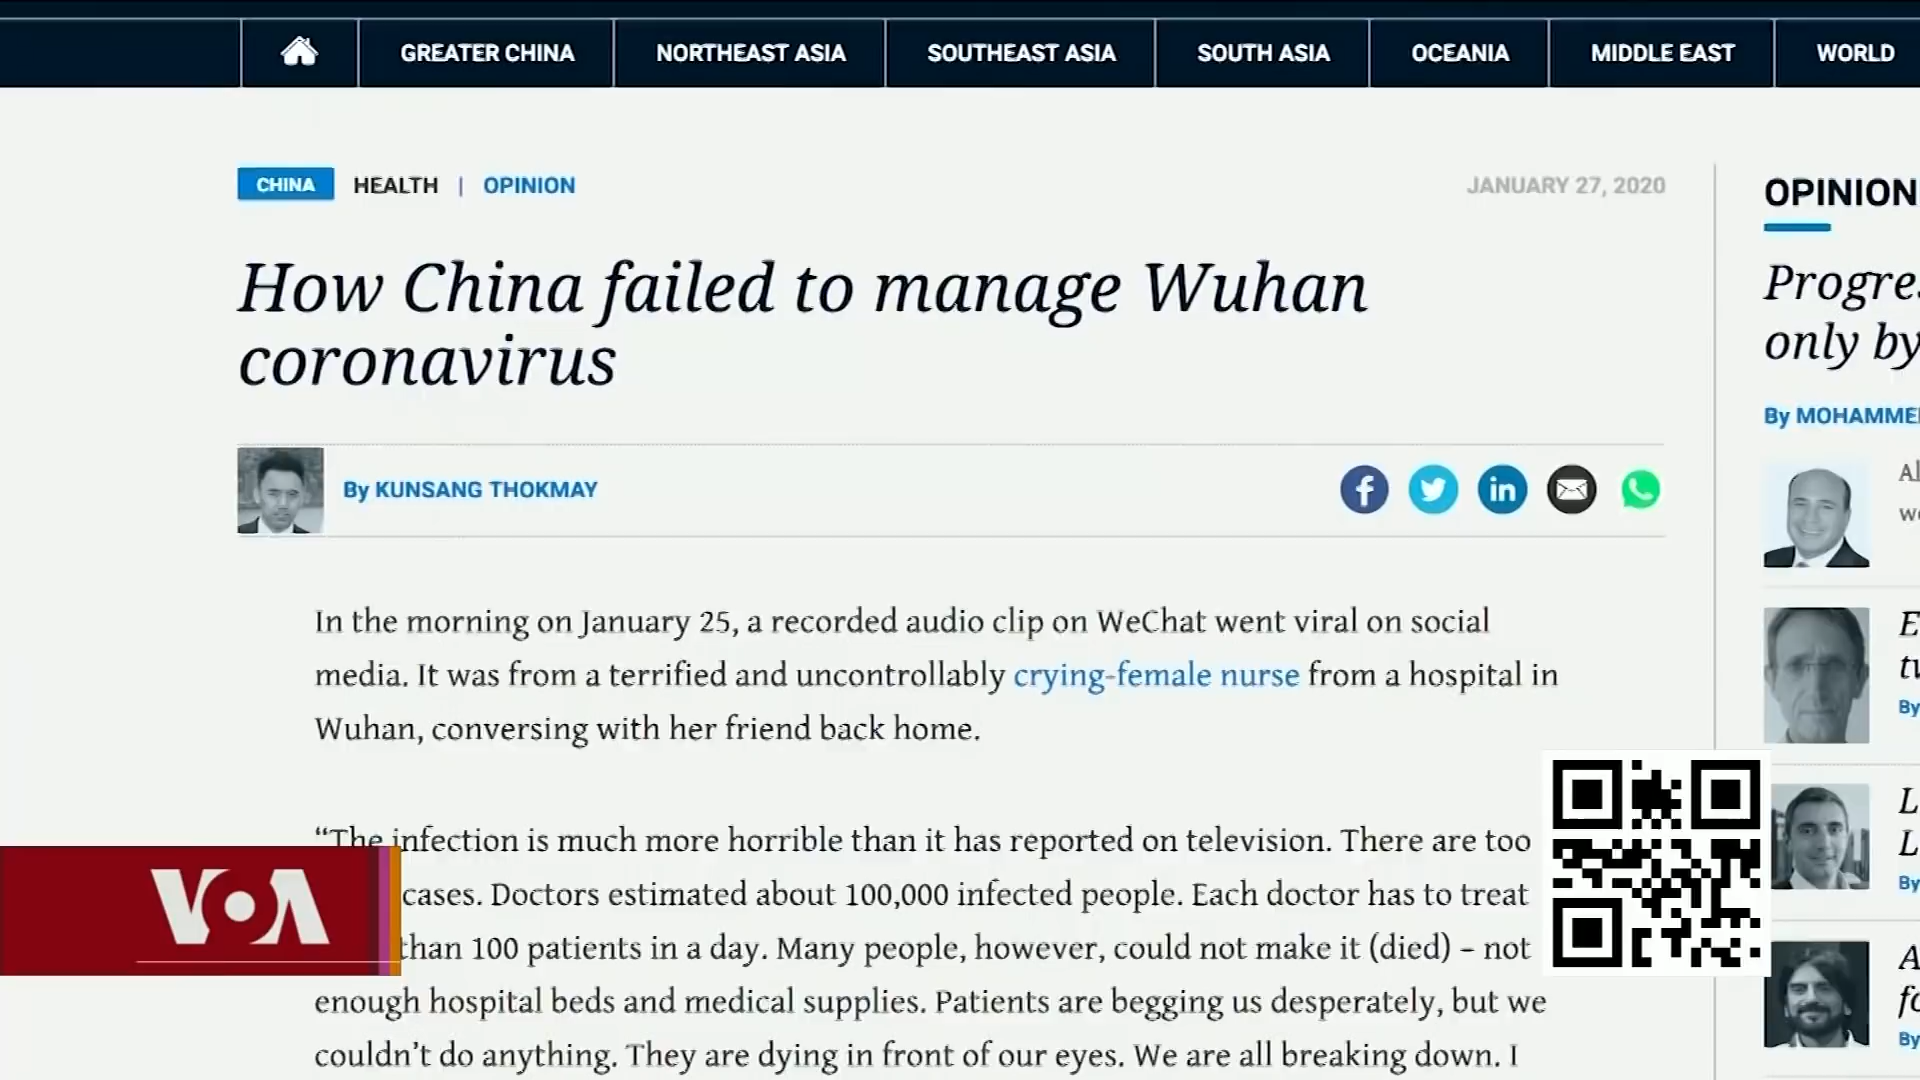 GREATER CHINA NORTHEAST ASIA SOUTHEAST ASIA SOUTH ASIA OCEANIA MIDDLE EAST WORLD
CHINA HEALTH | OPINION
JANUARY 27, 2020
How China failed to manage Wuhan
coronavirus
By KUNSANG THOKMAY
In the morning on January 25, a recorded audio clip on WeChat went viral on social
media. It was from a terrified and uncontrollably crying-female nurse from a hospital in
Wuhan, conversing with her friend back home.
“The infection is much more horrible than it has reported on television. There are too
cases. Doctors estimated about 100,000 infected people. Each doctor has to treat
than 100 patients in a day. Many people, however, could not make it (died) – not
enough hospital beds and medical supplies. Patients are begging us desperately, but we
couldn’t do anything. They are dying in front of our eyes. We are all breaking down. I
VOA
OPINION
only by
By
By
By
By